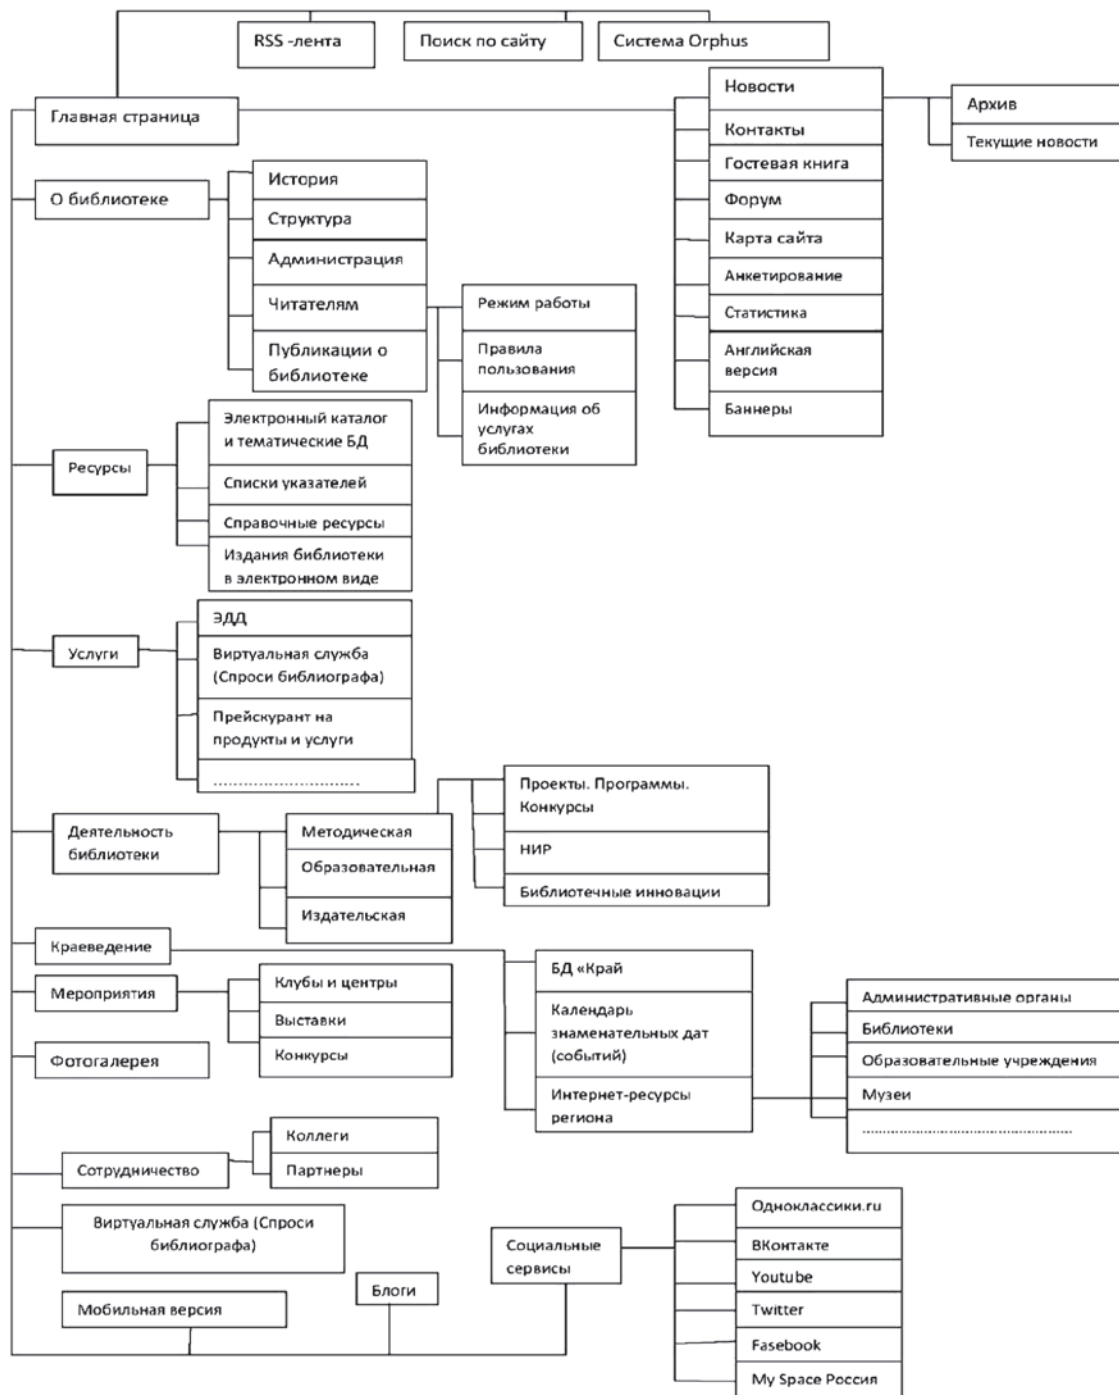 RSS -лента
Поиск по сайту
Система Orphus
Главная страница
Новости
Контакты
Гостевая книга
Форум
Карта сайта
Анкетирование
Статистика
Английская
версия
Баннеры
Архив
Текущие новости
О библиотеке
История
Структура
Администрация
Читателям
Публикации о
библиотеке
Режим работы
Правила
пользования
Информация об
услугах
библиотеки
Ресурсы
Электронный каталог
и тематические БД
Списки указателей
Справочные ресурсы
Издания библиотеки
в электронном виде
Услуги
ЭДД
Виртуальная служба
(Спроси библиографа)
Прейскурант на
продукты и услуги
..............................
Деятельность
библиотеки
Методическая
Образовательная
Издательская
Проекты. Программы.
Конкурсы
НИР
Библиотечные инновации
Краеведение
БД «Край
Календарь
знаменательных дат
(событий)
Интернет-ресурсы
региона
Административные органы
Библиотеки
Образовательные учреждения
Музеи
..............................................
Мероприятия
Клубы и центры
Выставки
Конкурсы
Фотогалерея
Сотрудничество
Коллеги
Партнеры
Виртуальная служба (Спроси
библиографа)
Мобильная версия
Блоги
Социальные
сервисы
Одноклассики.ru
ВКонтакте
Youtube
Twitter
Fasebook
My Space Россия